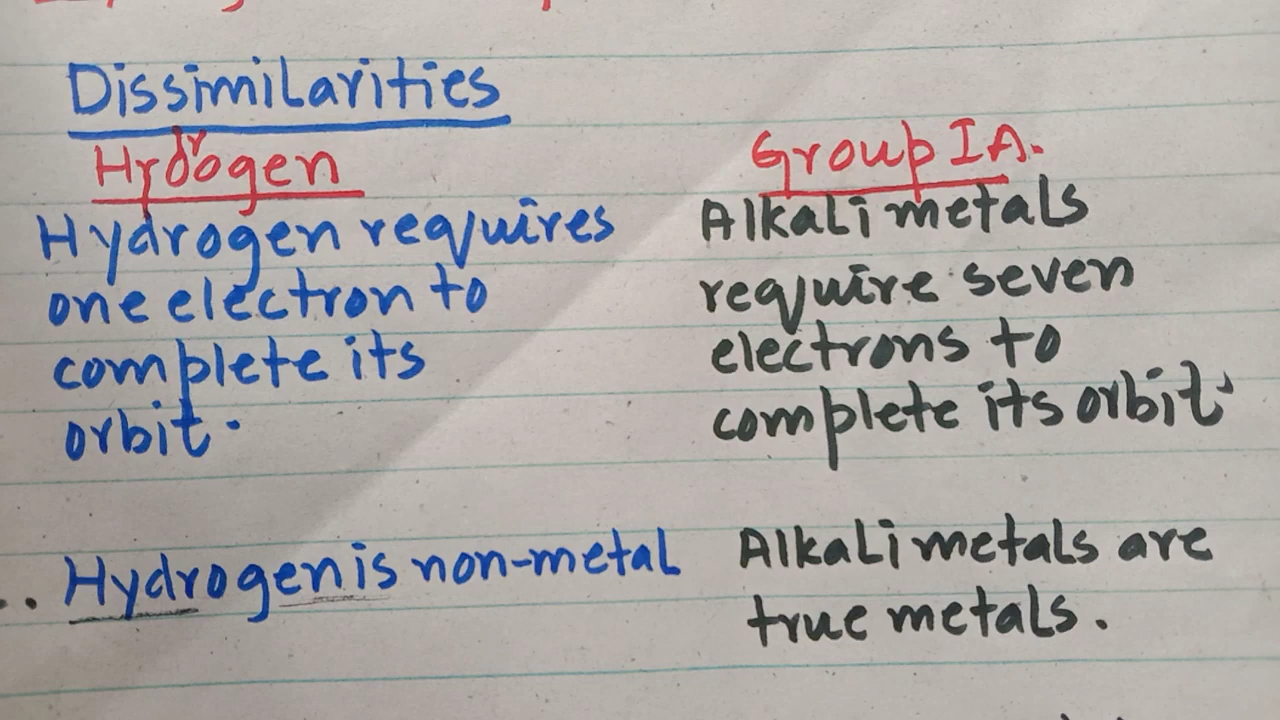 Dissimilarities
Hydrogen
Group IA.
Hydrogen requires
one electron to
complete its
orbit.
Alkali metals
require seven
electrons to
complete its orbit.
Hydrogen is non-metal
Alkali metals are
true metals.